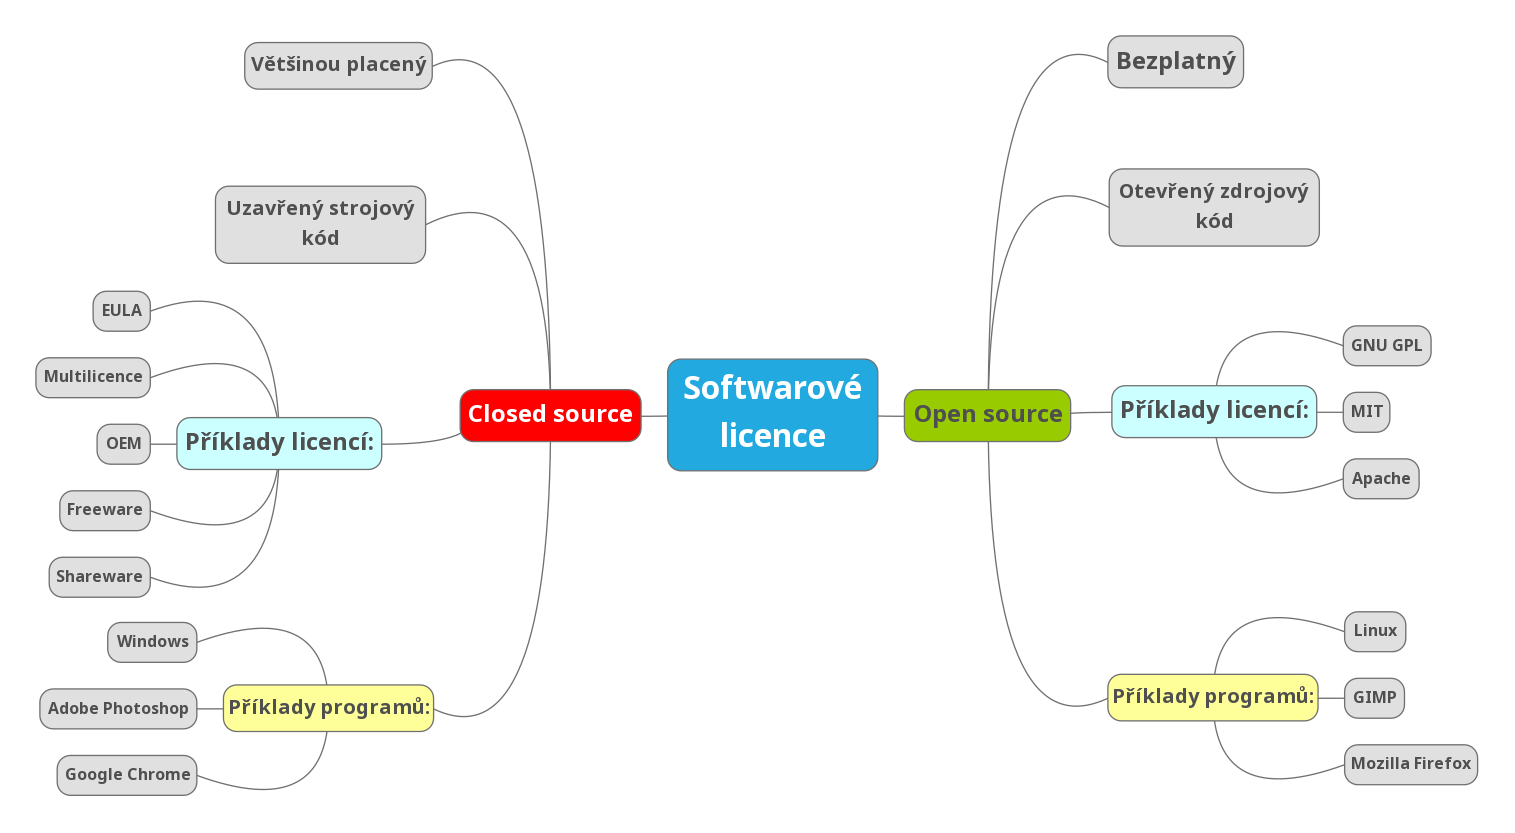 Softwarové
licence
Closed source
Většinou placený
Uzavřený strojový
kód
Příklady licencí:
EULA
Multilicence
OEM
Freeware
Shareware
Příklady programů:
Windows
Adobe Photoshop
Google Chrome
Open source
Bezplatný
Otevřený zdrojový
kód
Příklady licencí:
GNU GPL
MIT
Apache
Příklady programů:
Linux
GIMP
Mozilla Firefox